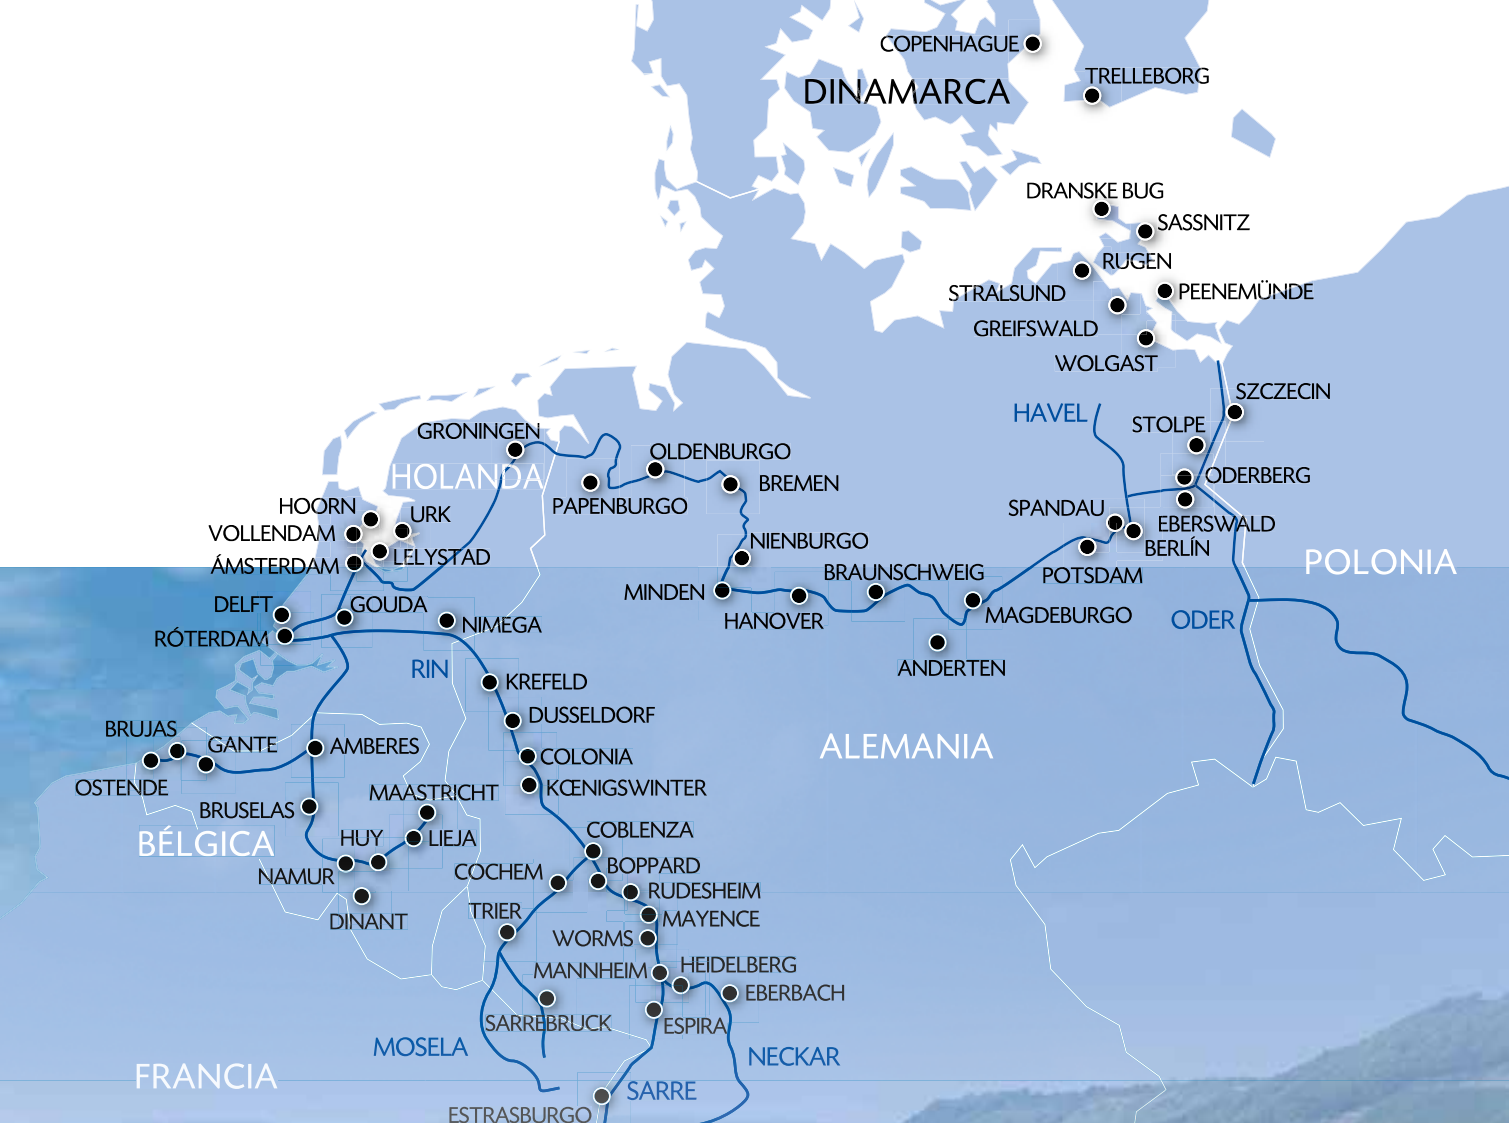 COPENHAGUE
TRELLEBORG
DINAMARCA
DRANSKE BUG
SASSNITZ
RUGEN
STRALSUND
PEENEMÜNDE
GREIFSWALD
WOLGAST
SZCZECIN
HAVEL
STOLPE
GRONINGEN
OLDENBURGO
HOLANDA
ODERBERG
BREMEN
PAPENBURGO
HOORN
URK
SPANDAU
EBERSWALD
VOLLENDAM
NIENBURGO
BERLÍN
LELYSTAD
ÁMSTERDAM
POLONIA
BRAUNSCHWEIG
POTSDAM
MINDEN
DELFT
GOUDA
MAGDEBURGO
HANOVER
ODER
NIMEGA
RÓTERDAM
RIN
ANDERTEN
KREFELD
DUSSELDORF
BRUJAS
GANTE
AMBERES
ALEMANIA
COLONIA
OSTENDE
KŒNIGSWINTER
MAASTRICHT
BRUSELAS
COBLENZA
HUY
LIEJA
BÉLGICA
BOPPARD
COCHEM
NAMUR
RUDESHEIM
TRIER
MAYENCE
DINANT
WORMS
HEIDELBERG
MANNHEIM
EBERBACH
SARREBRUCK
ESPIRA
MOSELA
NECKAR
FRANCIA
SARRE
ESTRASBURGO